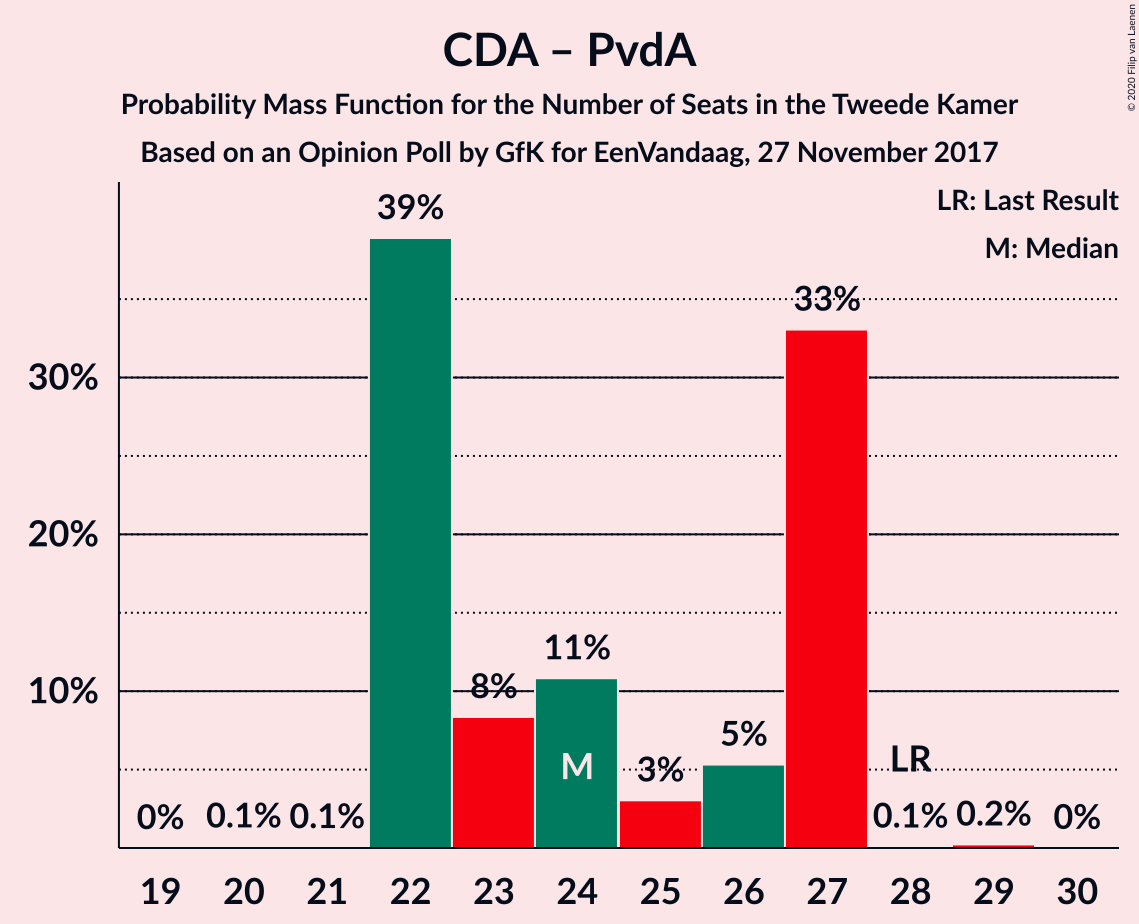 CDA – PvdA
Probability Mass Function for the Number of Seats in the Tweede Kamer
Based on an Opinion Poll by GfK for EenVandaag, 27 November 2017
© 2020 Filip van Laenen
LR: Last Result
M: Median
39%
33%
30%
20%
11%
10%
8%
5%
M
3%
LR
0%
0.1%
0.1%
0.1%
0.2%
0%
19 20 21 22 23 24 25 26 27 28 29 30